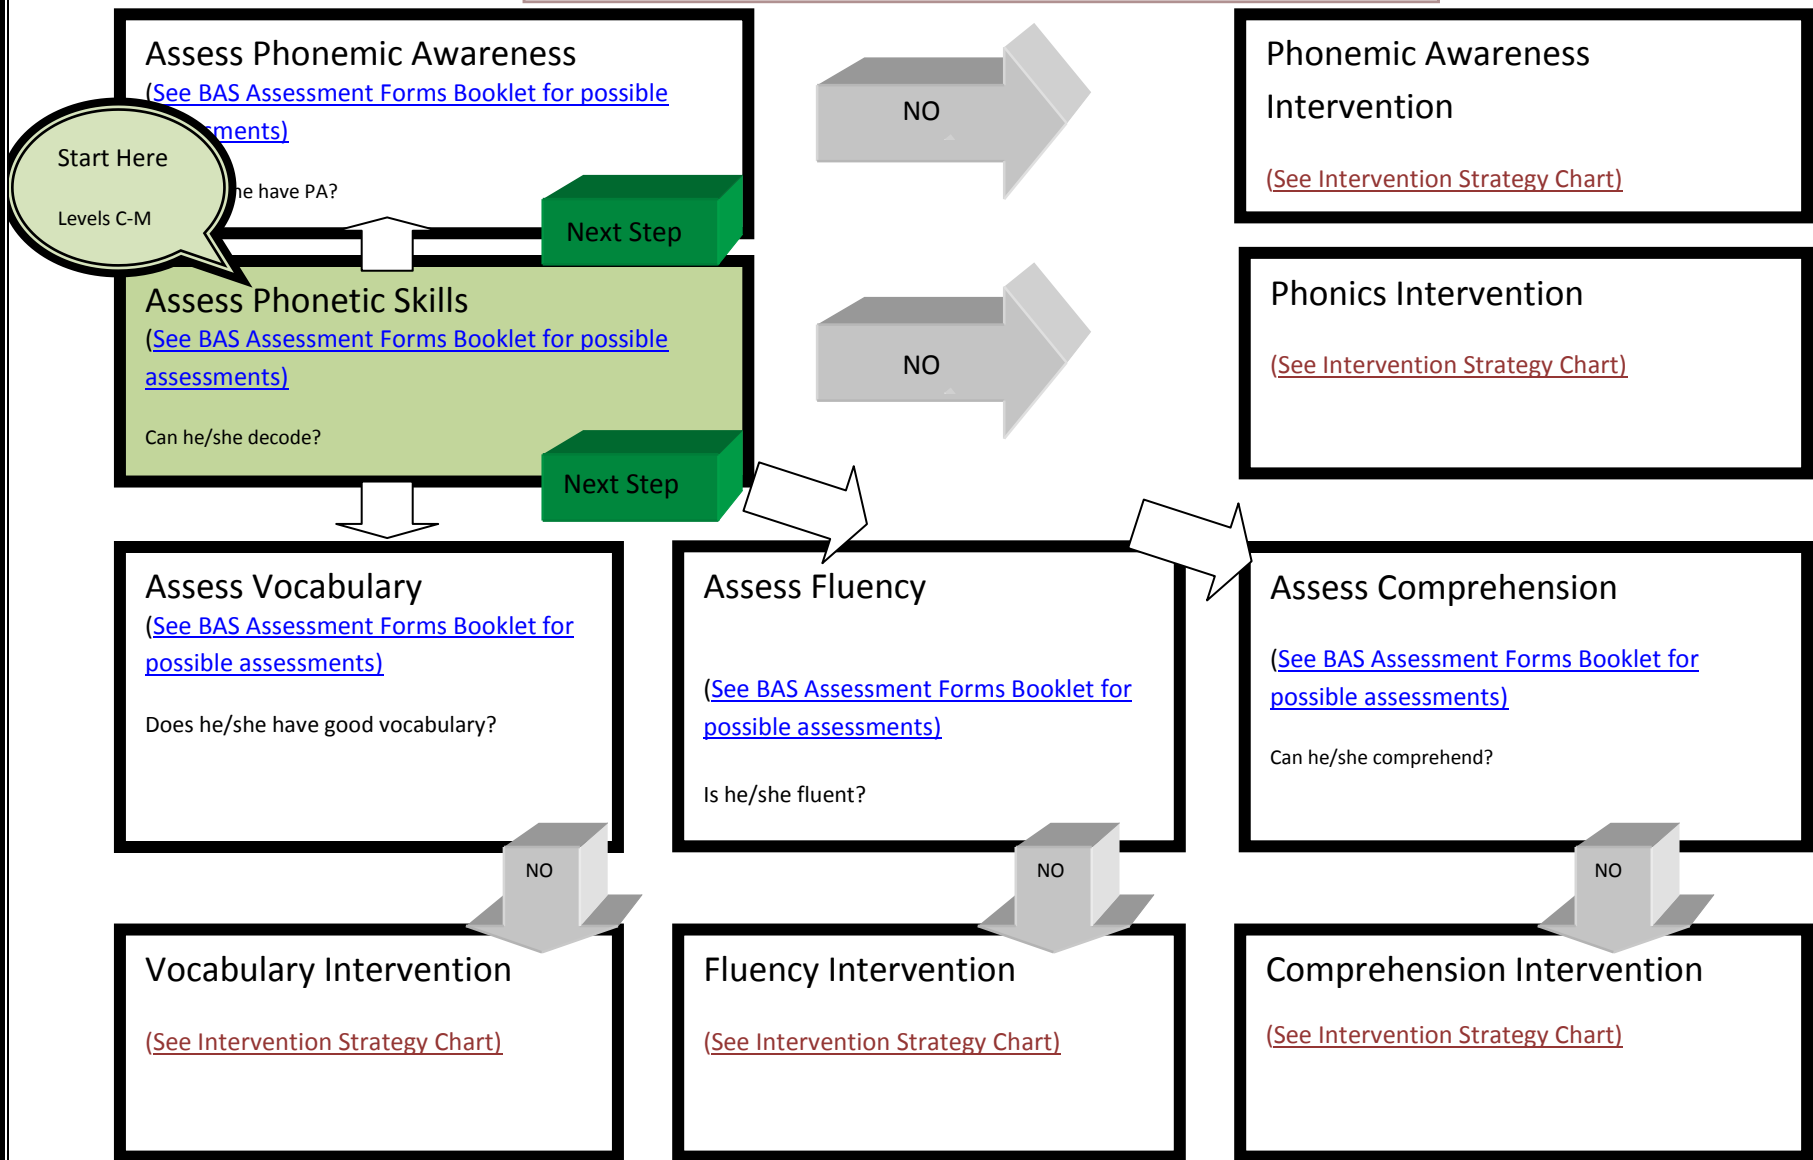 Assess Phonemic Awareness
(See BAS Assessment Forms Booklet for possible
ments)
he have PA?
Next Step
NO
Phonemic Awareness
Intervention
(See Intervention Strategy Chart)
Start Here
Levels C-M
Assess Phonetic Skills
(See BAS Assessment Forms Booklet for possible
assessments)
Can he/she decode?
Next Step
NO
Phonics Intervention
(See Intervention Strategy Chart)
Assess Vocabulary
(See BAS Assessment Forms Booklet for
possible assessments)
Does he/she have good vocabulary?
NO
Assess Fluency
(See BAS Assessment Forms Booklet for
possible assessments)
Is he/she fluent?
NO
Assess Comprehension
(See BAS Assessment Forms Booklet for
possible assessments)
Can he/she comprehend?
NO
Vocabulary Intervention
(See Intervention Strategy Chart)
Fluency Intervention
(See Intervention Strategy Chart)
Comprehension Intervention
(See Intervention Strategy Chart)